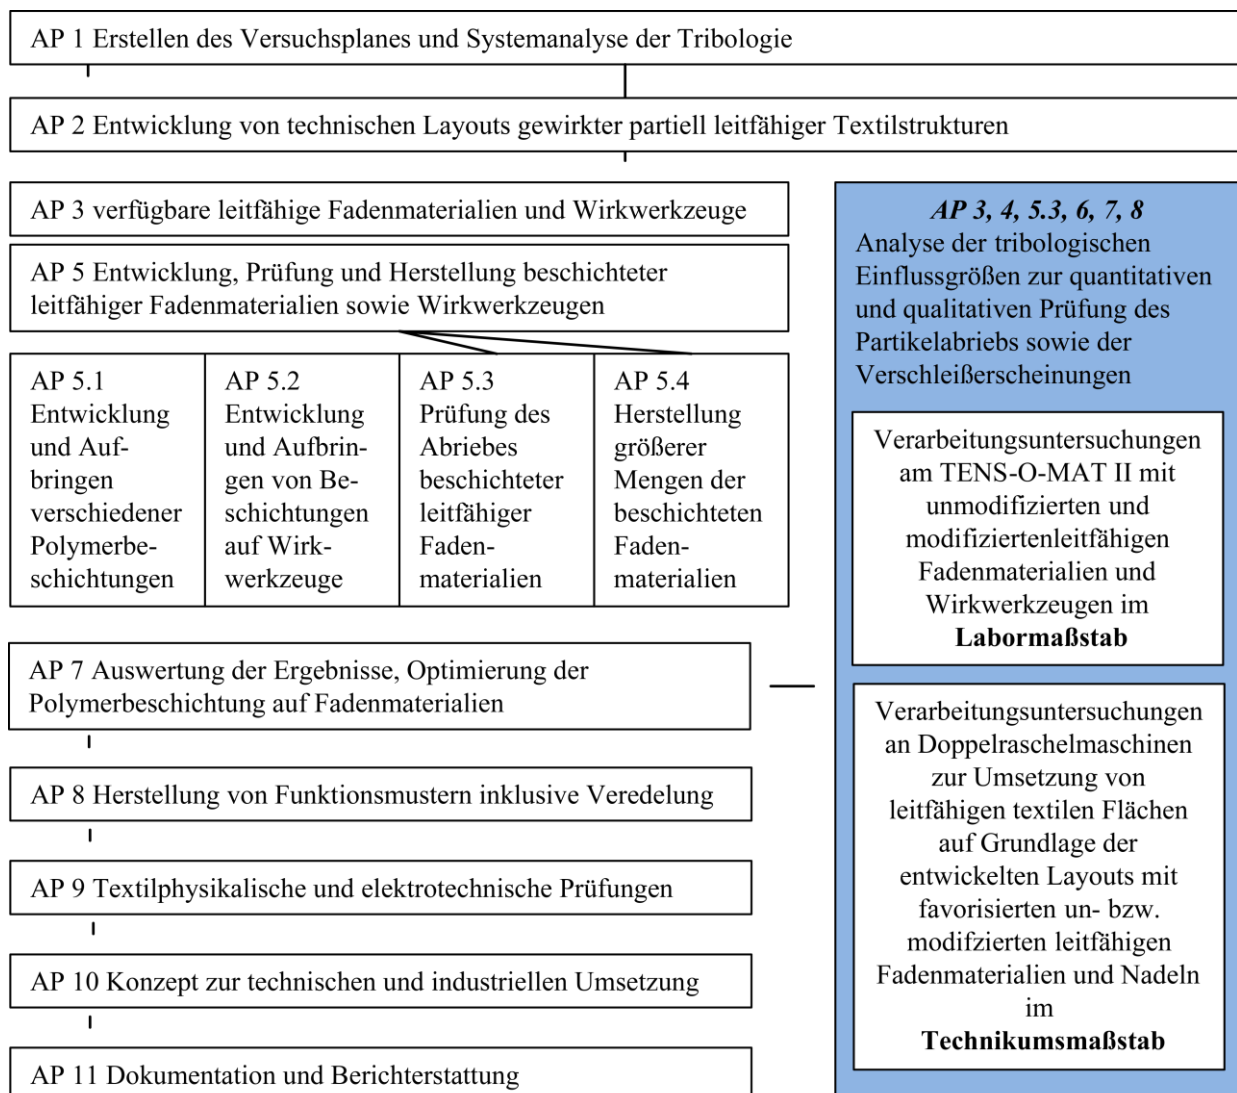 AP 1 Erstellen des Versuchsplanes und Systemanalyse der Tribologie
AP 2 Entwicklung von technischen Layouts gewirkter partiell leitfähiger Textilstrukturen
AP 3 verfügbare leitfähige Fadenmaterialien und Wirkwerkzeuge
AP 5 Entwicklung, Prüfung und Herstellung beschichteter
leitfähiger Fadenmaterialien sowie Wirkwerkzeugen
AP 5.1
Entwicklung
und Auf-
bringen
verschiedener
Polymerbe-
schichtungen
AP 5.2
Entwicklung
und Aufbrin-
gen von Be-
schichtungen
auf Wirk-
werkzeuge
AP 5.3
Prüfung des
Abriebes
beschichteter
leitfähiger
Faden-
materialien
AP 5.4
Herstellung
größerer
Mengen der
beschichteten
Faden-
materialien
AP 7 Auswertung der Ergebnisse, Optimierung der
Polymerbeschichtung auf Fadenmaterialien
AP 8 Herstellung von Funktionsmustern inklusive Veredelung
AP 9 Textilphysikalische und elektrotechnische Prüfungen
AP 10 Konzept zur technischen und industriellen Umsetzung
AP 11 Dokumentation und Berichterstattung
AP 3, 4, 5.3, 6, 7, 8
Analyse der tribologischen
Einflussgrößen zur quantitativen
und qualitativen Prüfung des
Partikelabriebs sowie der
Verschleißerscheinungen
Verarbeitungsuntersuchungen
am TENS-O-MAT II mit
unmodifizierten und
modifiziertenleitfähigen
Fadenmaterialien und
Wirkwerkzeugen im
Labormaßstab
Verarbeitungsuntersuchungen
an Doppelraschelmaschinen
zur Umsetzung von
leitfähigen textilen Flächen
auf Grundlage der
entwickelten Layouts mit
favorisierten un- bzw.
modifzierten leitfähigen
Fadenmaterialien und Nadeln
im
Technikumsmaßstab